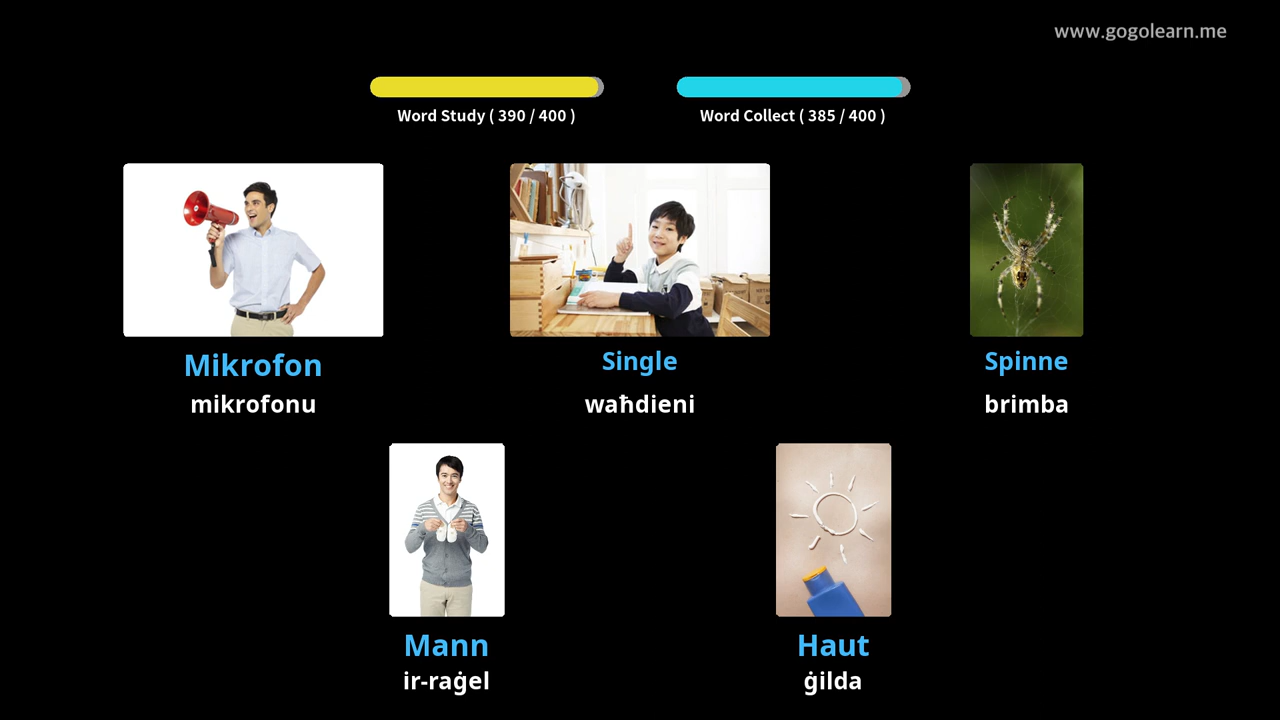 www.gogolearn.me
Word Study ( 390 / 400 )
Word Collect ( 385 / 400 )
Mikrofon
mikrofonu
Single
waħdieni
Spinne
brimba
Mann
ir-raġel
Haut
ġilda